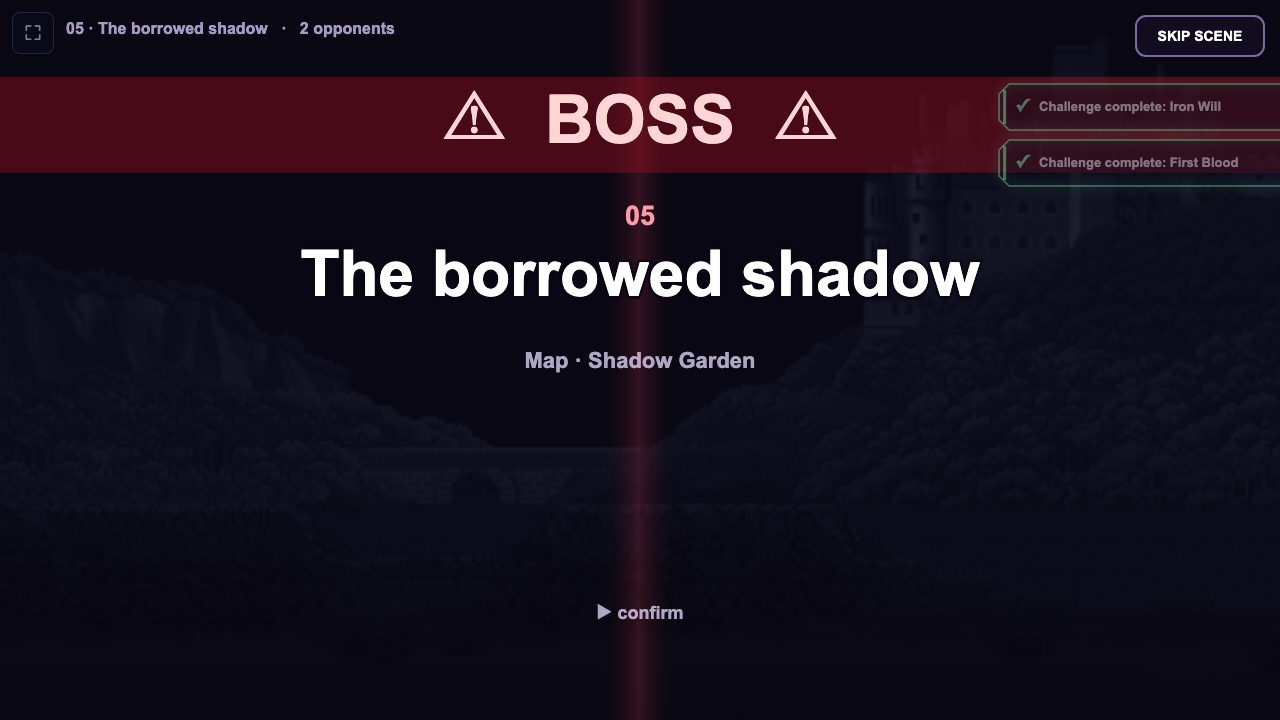 05 · The borrowed shadow · 2 opponents
SKIP SCENE
⚠ BOSS ⚠
✔ Challenge complete: Iron Will
✔ Challenge complete: First Blood
05
The borrowed shadow
Map · Shadow Garden
▶ confirm